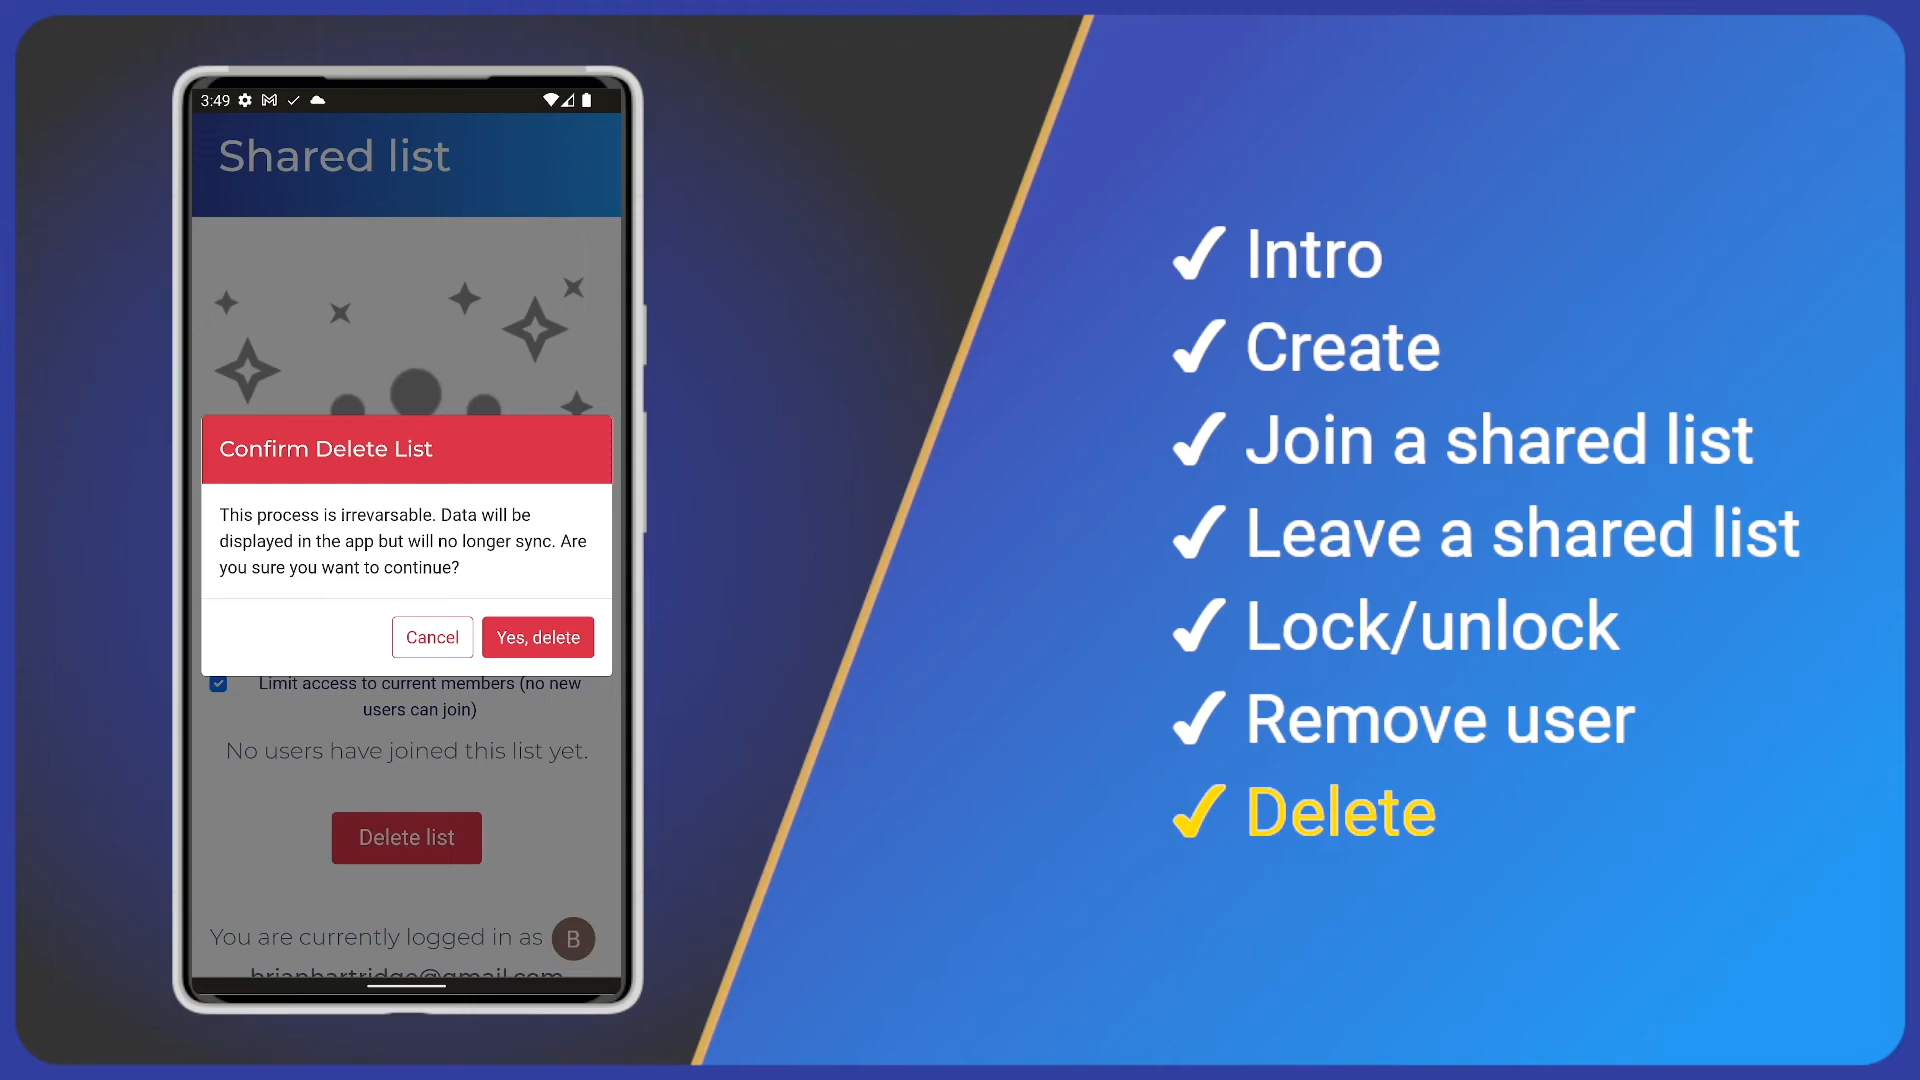 3:49
Shared list
Confirm Delete List
This process is irrevarsable. Data will be
displayed in the app but will no longer sync. Are
you sure you want to continue?
Cancel
Yes, delete
Limit access to current members (no new
users can join)
No users have joined this list yet.
Delete list
You are currently logged in as
B
brianhartridge@gmail.com
Intro
Create
Join a shared list
Leave a shared list
Lock/unlock
Remove user
Delete